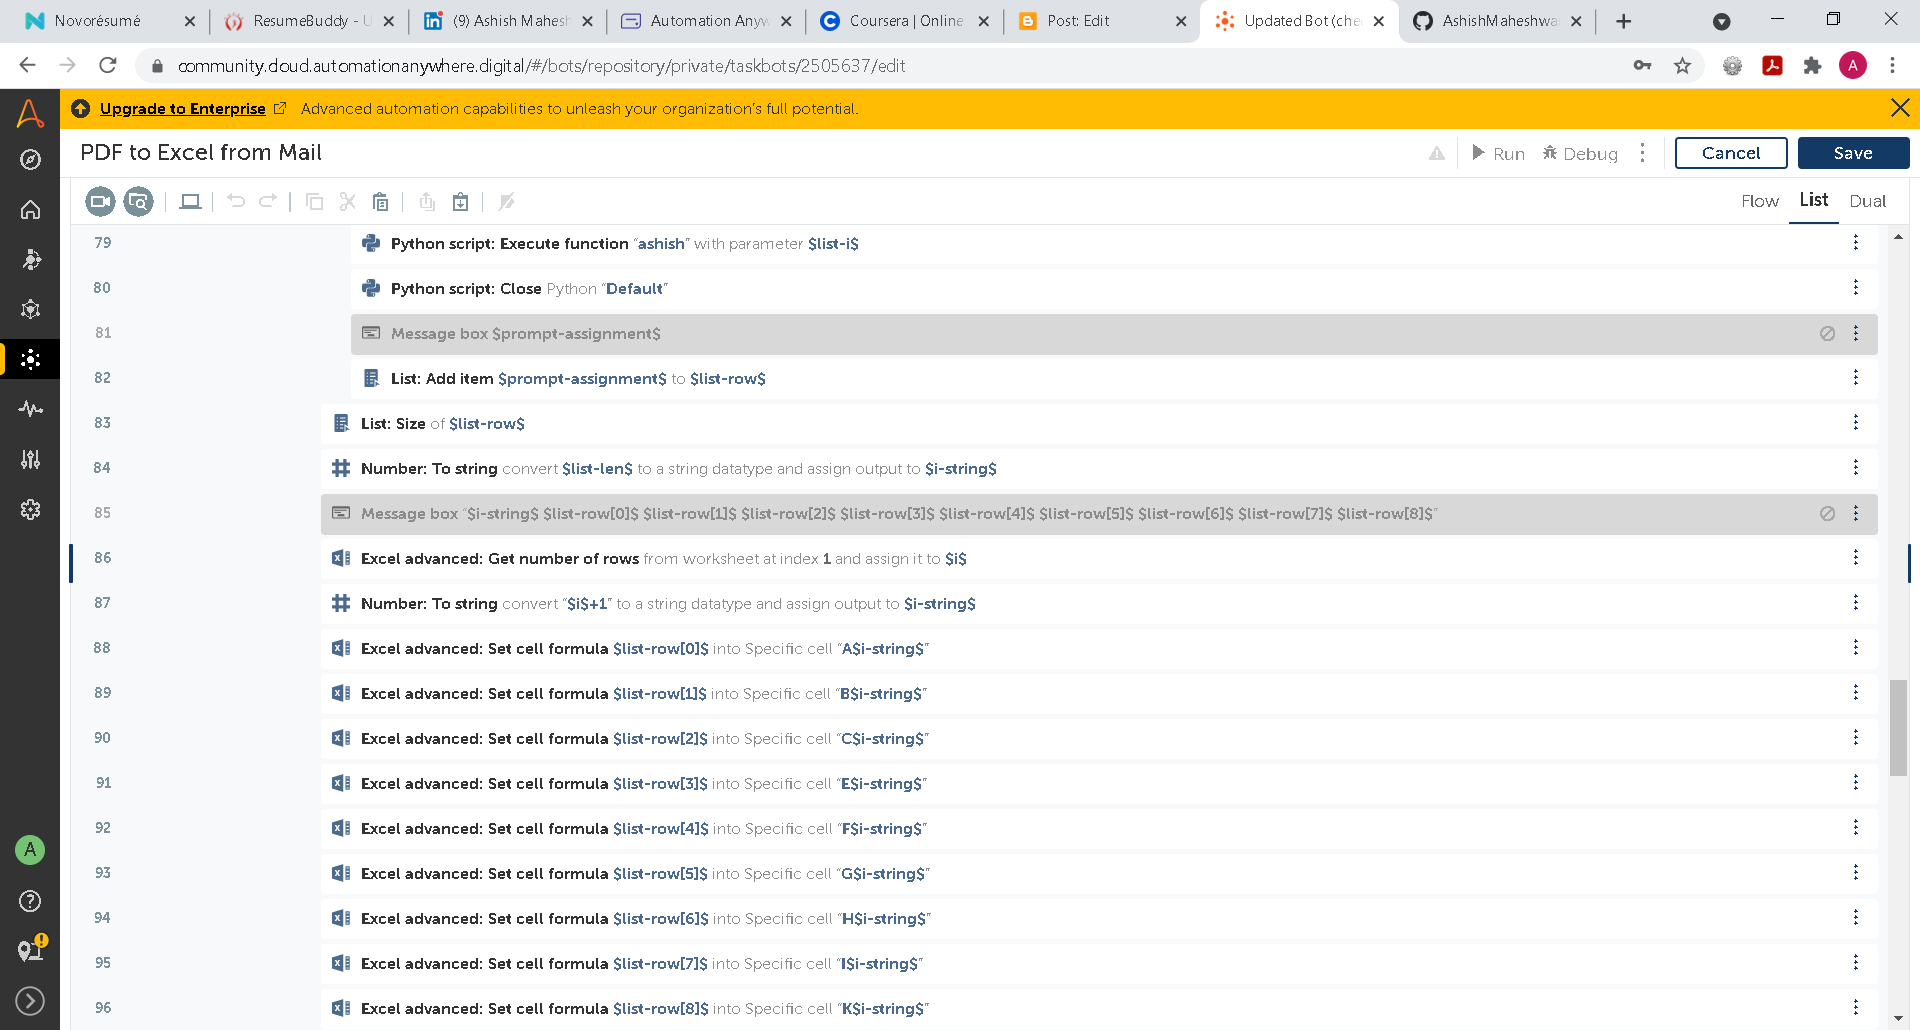 Novorésumé
ResumeBuddy - U
(9) Ashish Mahesh
Automation Anyw
Coursera | Online
Post: Edit
Updated Bot (che
AshishMaheshwa
community.cloud.automationanywhere.digital/#/bots/repository/private/taskbots/2505637/edit
A
Upgrade to Enterprise Advanced automation capabilities to unleash your organization's full potential.
PDF to Excel from Mail
Run
Debug
Cancel
Save
Flow
List
Dual
79 Python script: Execute function “ashish” with parameter $list-i$
80 Python script: Close Python “Default”
81 Message box $prompt-assignment$
82 List: Add item $prompt-assignment$ to $list-row$
83 List: Size of $list-row$
84 Number: To string convert $list-len$ to a string datatype and assign output to $i-string$
85 Message box “$i-string$ $list-row[0]$ $list-row[1]$ $list-row[2]$ $list-row[3]$ $list-row[4]$ $list-row[5]$ $list-row[6]$ $list-row[7]$ $list-row[8]$”
86 Excel advanced: Get number of rows from worksheet at index 1 and assign it to $i$
87 Number: To string convert “$i$+1” to a string datatype and assign output to $i-string$
88 Excel advanced: Set cell formula $list-row[0]$ into Specific cell “A$i-string$”
89 Excel advanced: Set cell formula $list-row[1]$ into Specific cell “B$i-string$”
90 Excel advanced: Set cell formula $list-row[2]$ into Specific cell “C$i-string$”
91 Excel advanced: Set cell formula $list-row[3]$ into Specific cell “E$i-string$”
92 Excel advanced: Set cell formula $list-row[4]$ into Specific cell “F$i-string$”
93 Excel advanced: Set cell formula $list-row[5]$ into Specific cell “G$i-string$”
94 Excel advanced: Set cell formula $list-row[6]$ into Specific cell “H$i-string$”
95 Excel advanced: Set cell formula $list-row[7]$ into Specific cell “I$i-string$”
96 Excel advanced: Set cell formula $list-row[8]$ into Specific cell “K$i-string$”
A